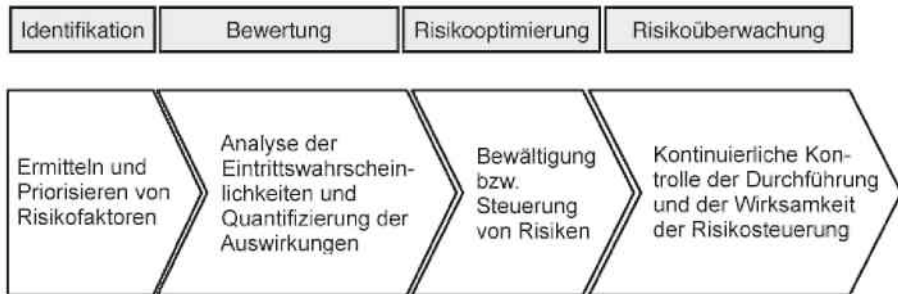 Identifikation
Bewertung
Risikooptimierung
Risikoüberwachung
Ermitteln und
Priorisieren von
Risikofaktoren
Analyse der
Eintrittswahrschein-
lichkeiten und
Quantifizierung der
Auswirkungen
Bewältigung
bzw.
Steuerung
von Risiken
Kontinuierliche Kon-
trolle der Durchführung
und der Wirksamkeit
der Risikosteuerung